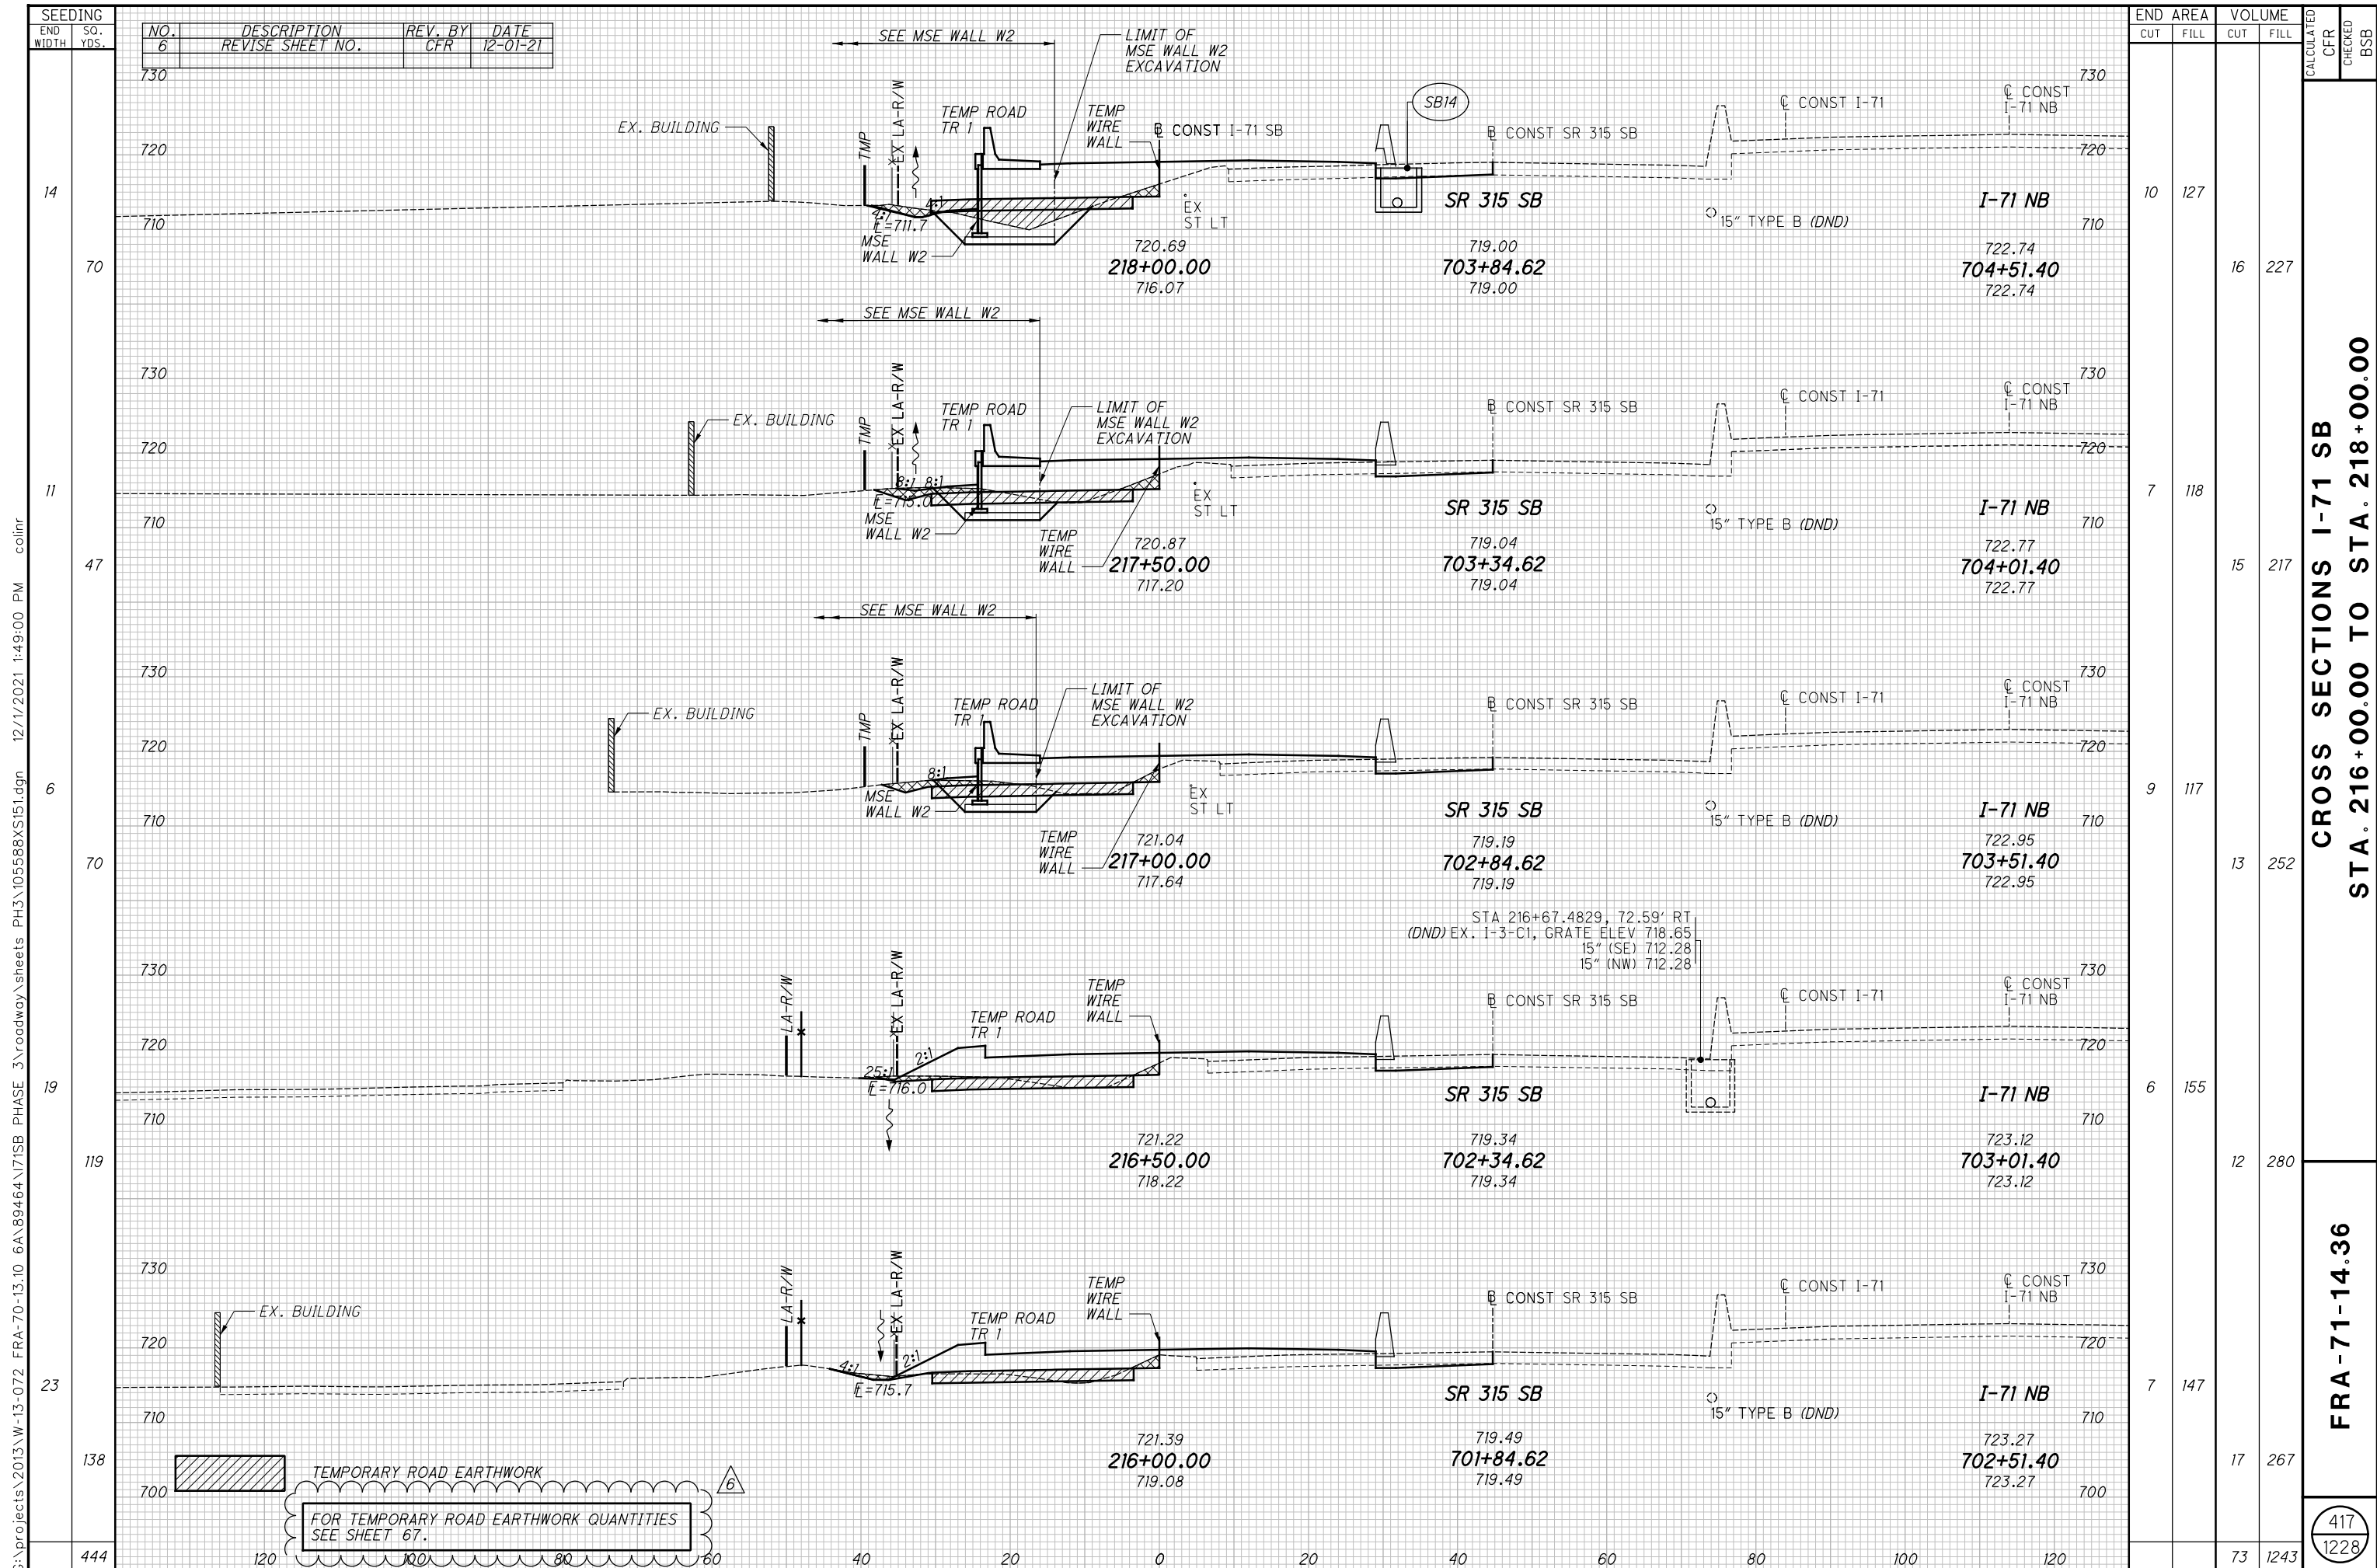 SEEDING
END WIDTH
SQ. YDS.
NO. DESCRIPTION REV. BY DATE
6 REVISE SHEET NO. CFR 12-01-21
END AREA VOLUME
CUT FILL CUT FILL
CALCULATED
CFR
CHECKED
BSB
730
SEE MSE WALL W2
LIMIT OF
MSE WALL W2
EXCAVATION
730
EX. BUILDING
TMP
EX LA-R/W
TEMP ROAD
TR 1
TEMP
WIRE
WALL
CONST I-71 SB
SB14
CONST SR 315 SB
CONST I-71
CONST
I-71 NB
720
720
14
4:1
4:1
=711.7
710
MSE
WALL W2
EX
ST LT
SR 315 SB
15" TYPE B (DND)
I-71 NB
710
10 127
720.69
218+00.00
716.07
719.00
703+84.62
719.00
722.74
704+51.40
722.74
70
16 227
SEE MSE WALL W2
730
730
EX. BUILDING
TMP
EX LA-R/W
TEMP ROAD
TR 1
LIMIT OF
MSE WALL W2
EXCAVATION
CONST SR 315 SB
CONST I-71
CONST
I-71 NB
720
720
11
8:1 8:1
=713.0
710
MSE
WALL W2
EX
ST LT
SR 315 SB
15" TYPE B (DND)
I-71 NB
710
7 118
TEMP
WIRE
WALL
720.87
217+50.00
717.20
719.04
703+34.62
719.04
722.77
704+01.40
722.77
47
15 217
SEE MSE WALL W2
730
730
EX. BUILDING
TMP
EX LA-R/W
TEMP ROAD
TR 1
LIMIT OF
MSE WALL W2
EXCAVATION
CONST SR 315 SB
CONST I-71
CONST
I-71 NB
720
720
6
8:1
710
MSE
WALL W2
EX
ST LT
SR 315 SB
15" TYPE B (DND)
I-71 NB
710
9 117
TEMP
WIRE
WALL
721.04
217+00.00
717.64
719.19
702+84.62
719.19
722.95
703+51.40
722.95
70
13 252
STA 216+67.4829, 72.59' RT
(DND) EX. I-3-C1, GRATE ELEV 718.65
15" (SE) 712.28
15" (NW) 712.28
730
730
LA-R/W
EX LA-R/W
TEMP ROAD
TR 1
TEMP
WIRE
WALL
CONST SR 315 SB
CONST I-71
CONST
I-71 NB
720
720
19
25:1
2:1
=716.0
710
SR 315 SB
I-71 NB
710
6 155
721.22
216+50.00
718.22
719.34
702+34.62
719.34
723.12
703+01.40
723.12
119
12 280
730
730
EX. BUILDING
LA-R/W
EX LA-R/W
TEMP ROAD
TR 1
TEMP
WIRE
WALL
CONST SR 315 SB
CONST I-71
CONST
I-71 NB
720
720
23
4:1
2:1
=715.7
710
SR 315 SB
15" TYPE B (DND)
I-71 NB
710
7 147
721.39
216+00.00
719.08
719.49
701+84.62
719.49
723.27
702+51.40
723.27
138
17 267
TEMPORARY ROAD EARTHWORK
6
700
700
FOR TEMPORARY ROAD EARTHWORK QUANTITIES
SEE SHEET 67.
444
120 100 80 60 40 20 0 20 40 60 80 100 120
73 1243
CROSS SECTIONS I-71 SB
STA. 216+00.00 TO STA. 218+00.00
FRA-71-14.36
417
1228
:\projects\2013\W-13-072 FRA-70-13.10 6A\89464\I71SB PHASE 3\roadway\sheets PH3\105588XS151.dgn 12/1/2021 1:49:00 PM colinr